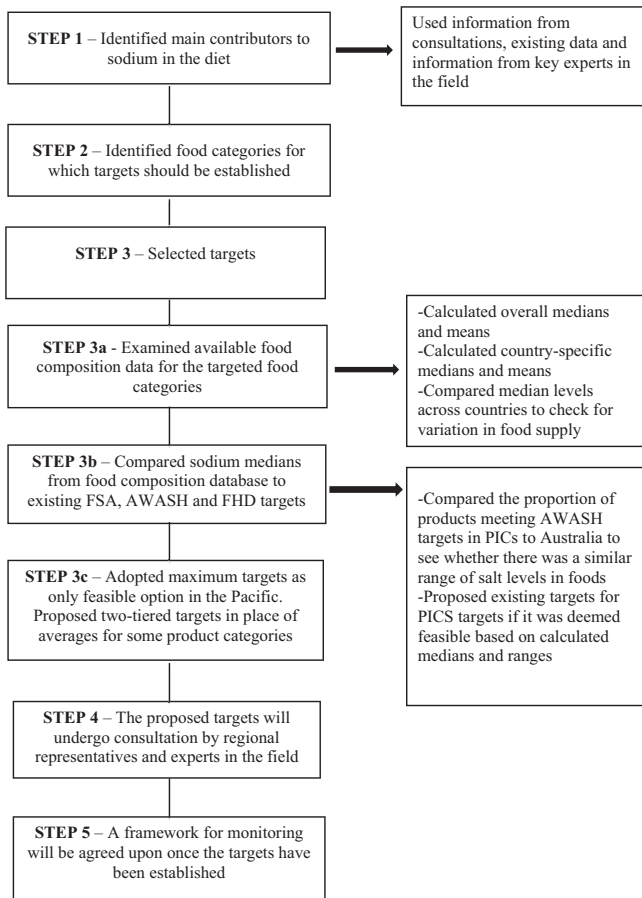 STEP 1 – Identified main contributors to
sodium in the diet
Used information from
consultations, existing data and
information from key experts in
the field
STEP 2 – Identified food categories for
which targets should be established
STEP 3 – Selected targets
STEP 3a - Examined available food
composition data for the targeted food
categories
-Calculated overall medians
and means
-Calculated country-specific
medians and means
-Compared median levels
across countries to check for
variation in food supply
STEP 3b – Compared sodium medians
from food composition database to
existing FSA, AWASH and FHD targets
-Compared the proportion of
products meeting AWASH
targets in PICs to Australia to
see whether there was a similar
range of salt levels in foods
-Proposed existing targets for
PICS targets if it was deemed
feasible based on calculated
medians and ranges
STEP 3c – Adopted maximum targets as
only feasible option in the Pacific.
Proposed two-tiered targets in place of
averages for some product categories
STEP 4 – The proposed targets will
undergo consultation by regional
representatives and experts in the field
STEP 5 – A framework for monitoring
will be agreed upon once the targets have
been established